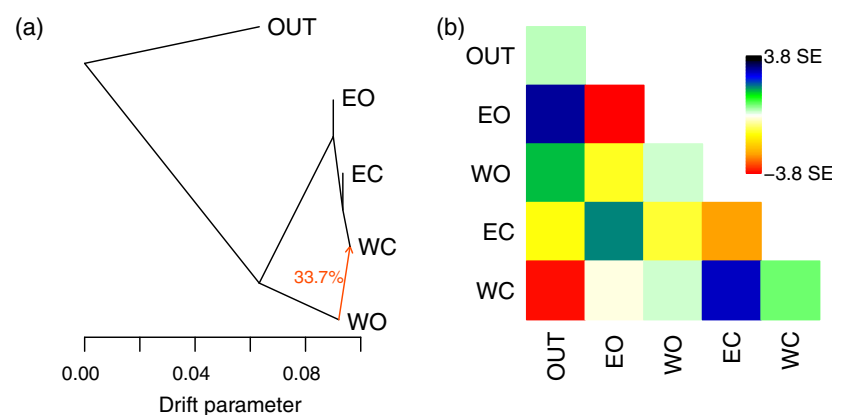 (a)
OUT
EO
EC
WC
33.7%
WO
0.00 0.04 0.08
Drift parameter
(b)
OUT
EO
WO
EC
WC
3.8 SE
−3.8 SE
OUT EO WO EC WC